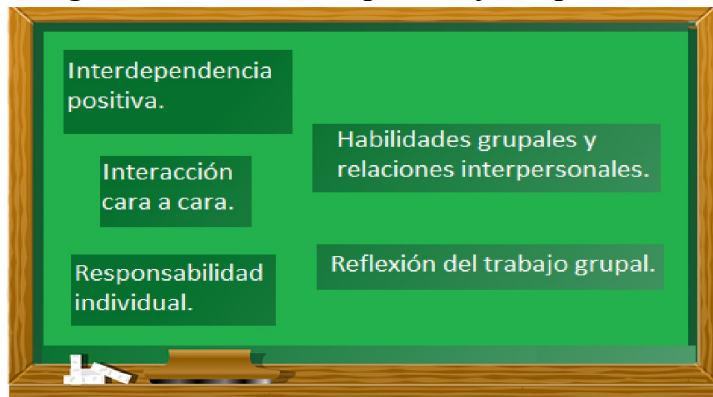 Interdependencia
positiva.
Interacción
cara a cara.
Responsabilidad
individual.
Habilidades grupales y
relaciones interpersonales.
Reflexión del trabajo grupal.